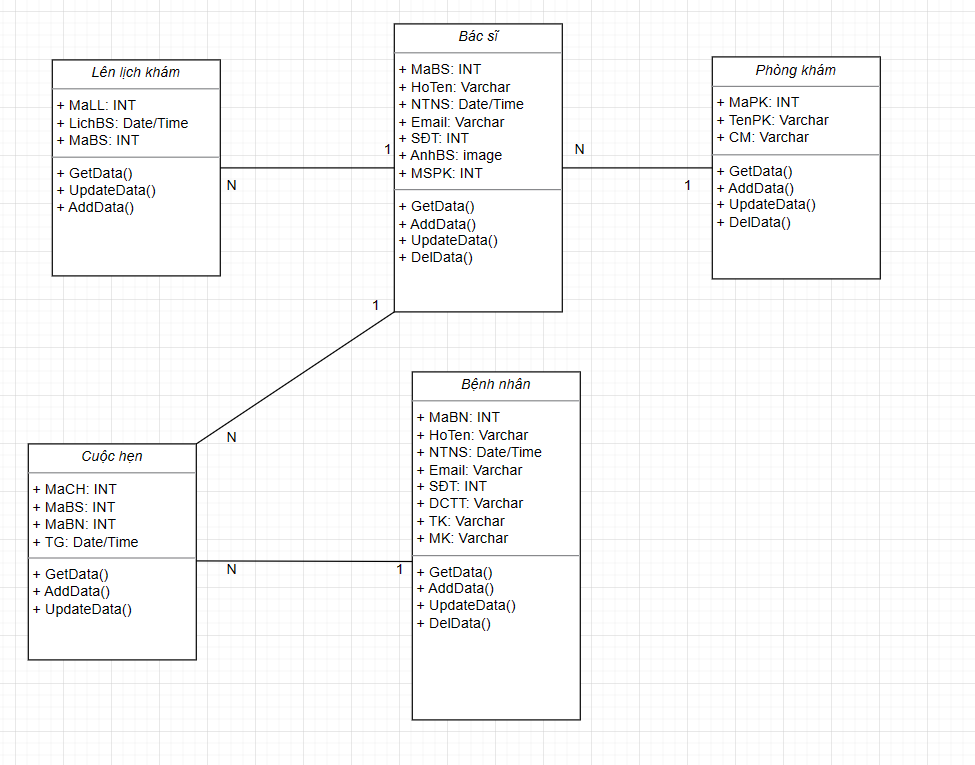 Lên lịch khám
+ MaLL: INT
+ LichBS: Date/Time
+ MaBS: INT
+ GetData()
+ UpdateData()
+ AddData()
N
1
Bác sĩ
+ MaBS: INT
+ HoTen: Varchar
+ NTNS: Date/Time
+ Email: Varchar
+ SĐT: INT
+ AnhBS: image
+ MSPK: INT
+ GetData()
+ AddData()
+ UpdateData()
+ DelData()
N
1
Phòng khám
+ MaPK: INT
+ TenPK: Varchar
+ CM: Varchar
+ GetData()
+ AddData()
+ UpdateData()
+ DelData()
1
N
Cuộc hẹn
+ MaCH: INT
+ MaBS: INT
+ MaBN: INT
+ TG: Date/Time
+ GetData()
+ AddData()
+ UpdateData()
N
1
Bệnh nhân
+ MaBN: INT
+ HoTen: Varchar
+ NTNS: Date/Time
+ Email: Varchar
+ SĐT: INT
+ DCTT: Varchar
+ TK: Varchar
+ MK: Varchar
+ GetData()
+ AddData()
+ UpdateData()
+ DelData()